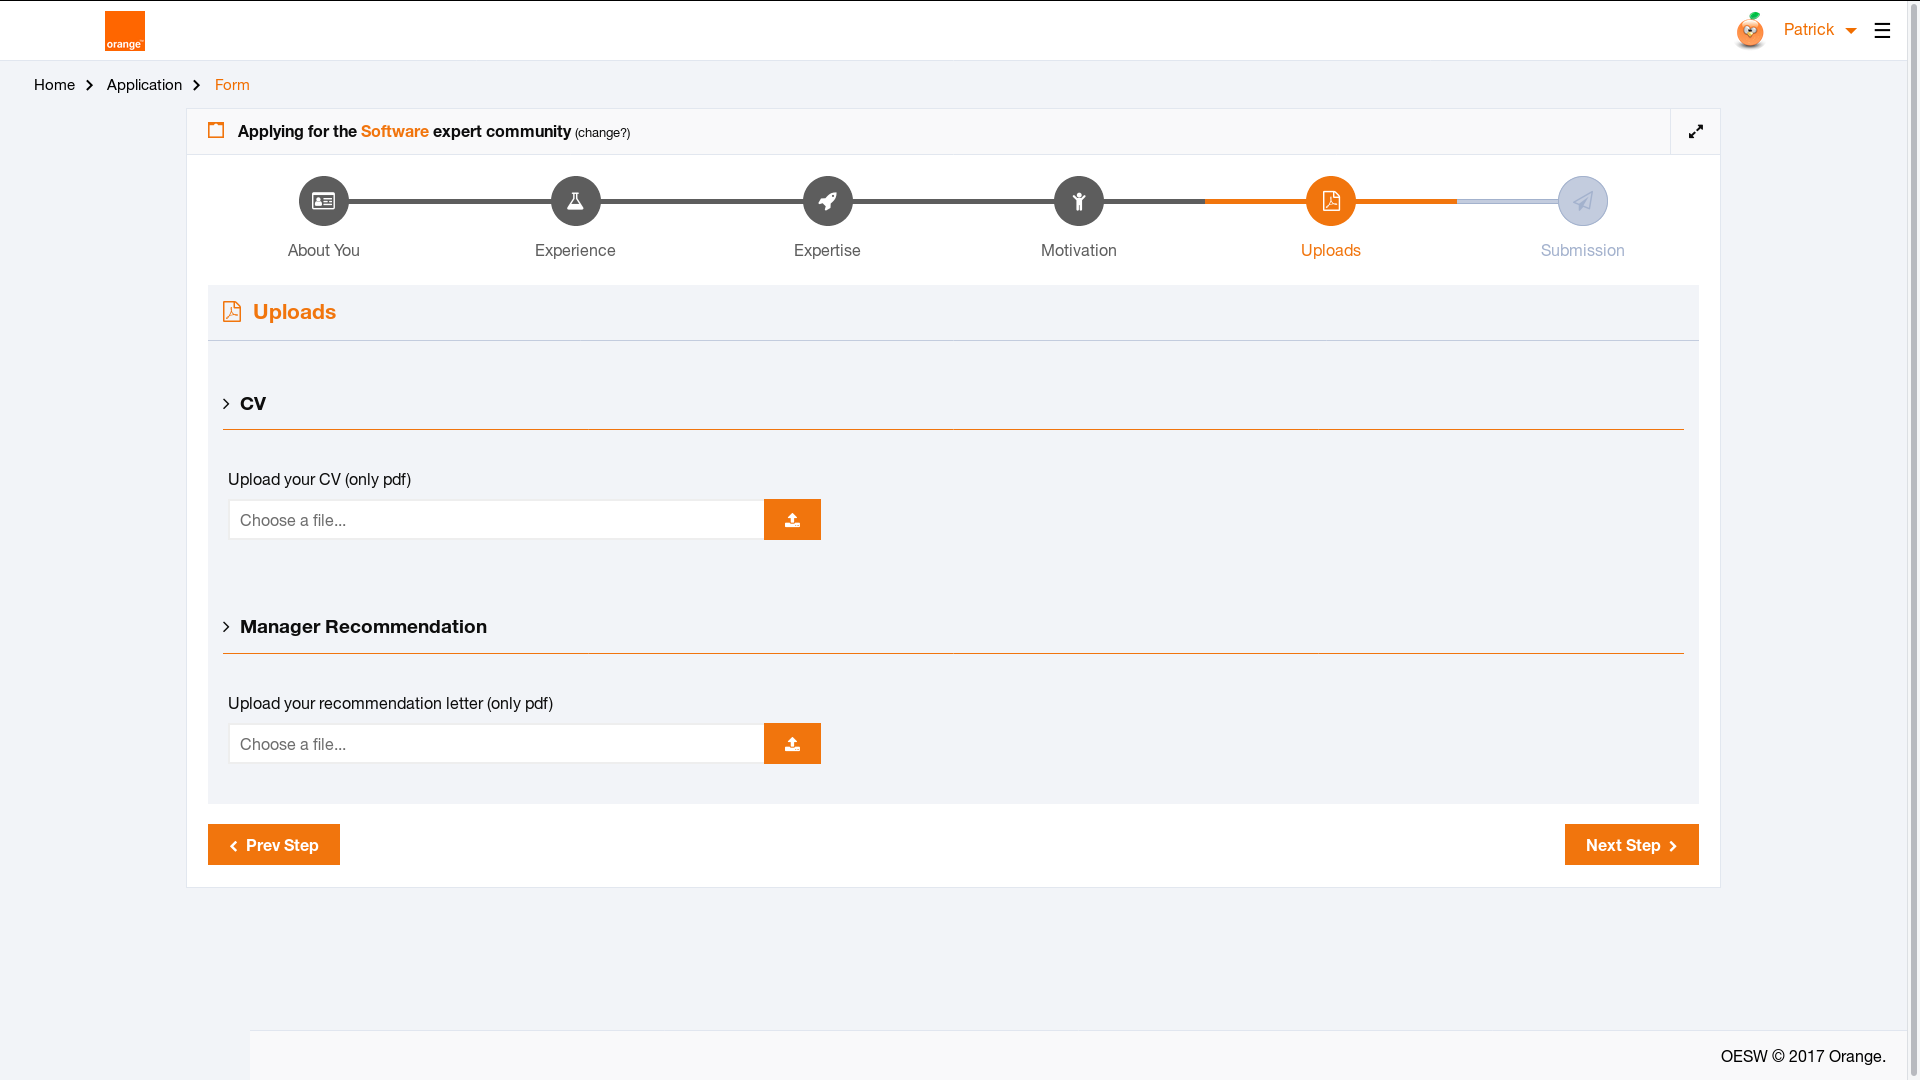 orange™
Patrick
Home Application Form
Applying for the Software expert community (change?)
About You Experience Expertise Motivation Uploads Submission
Uploads
CV
Upload your CV (only pdf)
Choose a file...
Manager Recommendation
Upload your recommendation letter (only pdf)
Choose a file...
Prev Step Next Step
OESW © 2017 Orange.